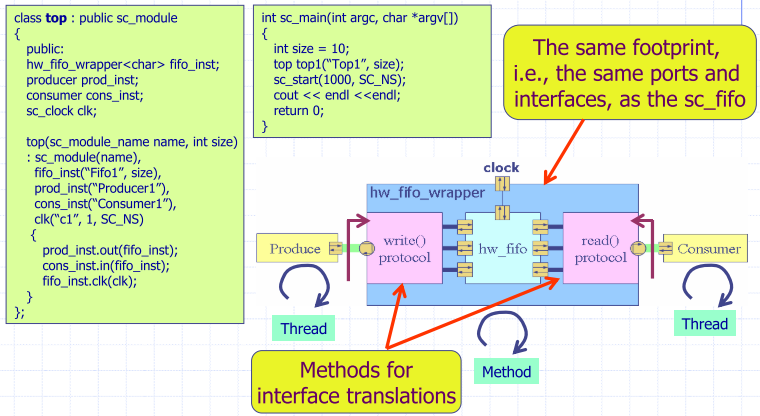 class top : public sc_module
{
public:
hw_fifo_wrapper<char> fifo_inst;
producer prod_inst;
consumer cons_inst;
sc_clock clk;
top(sc_module_name name, int size)
: sc_module(name),
fifo_inst("Fifo1", size),
prod_inst("Producer1"),
cons_inst("Consumer1"),
clk("c1", 1, SC_NS)
{
prod_inst.out(fifo_inst);
cons_inst.in(fifo_inst);
fifo_inst.clk(clk);
}
};
int sc_main(int argc, char *argv[])
{
int size = 10;
top top1("Top1", size);
sc_start(1000, SC_NS);
cout << endl <<endl;
return 0;
}
The same footprint,
i.e., the same ports and
interfaces, as the sc_fifo
clock
hw_fifo_wrapper
Produce
write()
protocol
hw_fifo
read()
protocol
Consumer
Thread
Method
Thread
Methods for
interface translations